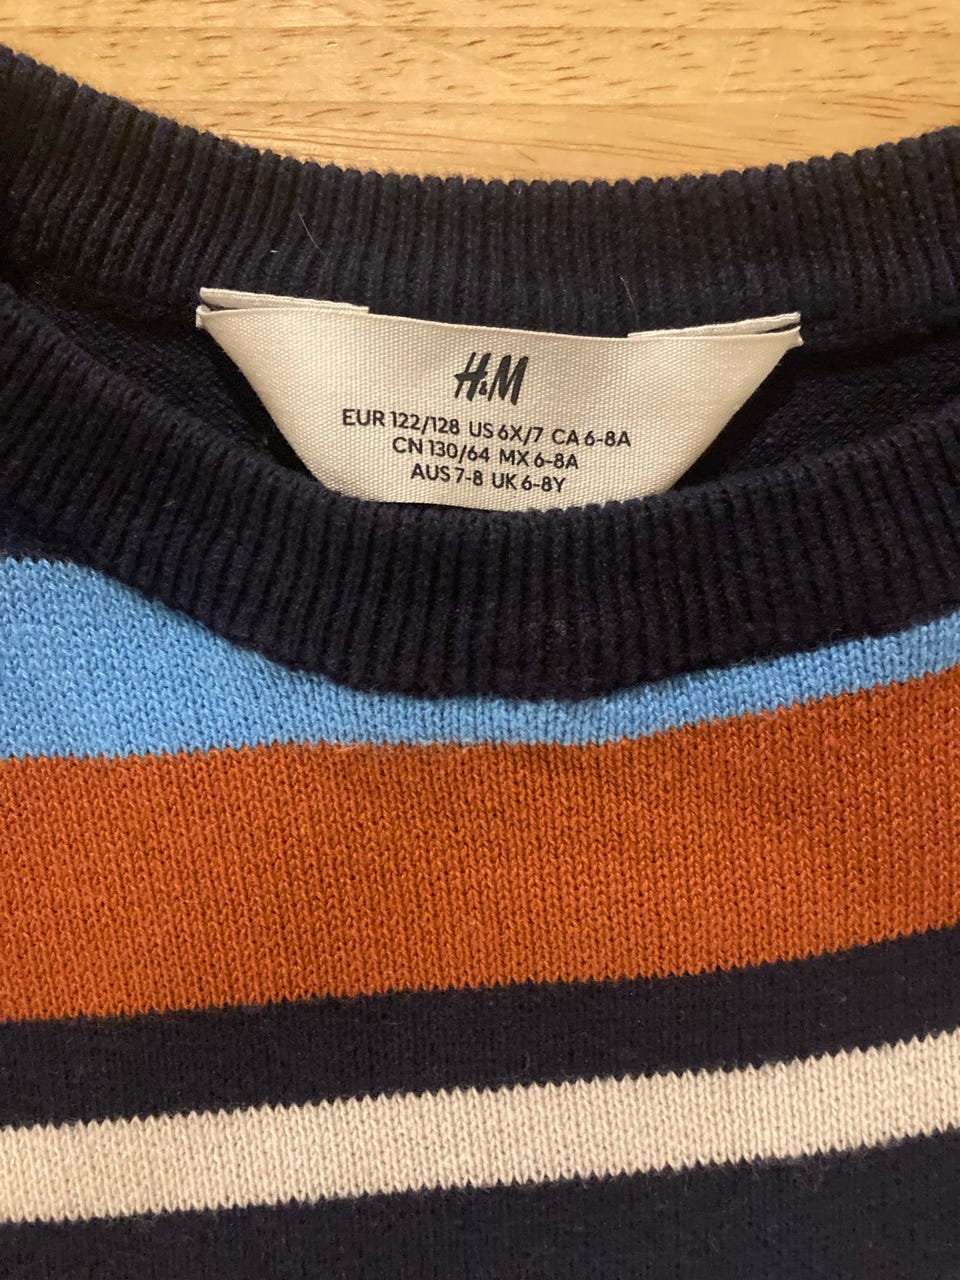 H&M
EUR 122/128 US 6X/7 CA 6-8A
CN 130/64 MX 6-8A
AUS 7-8 UK 6-8Y